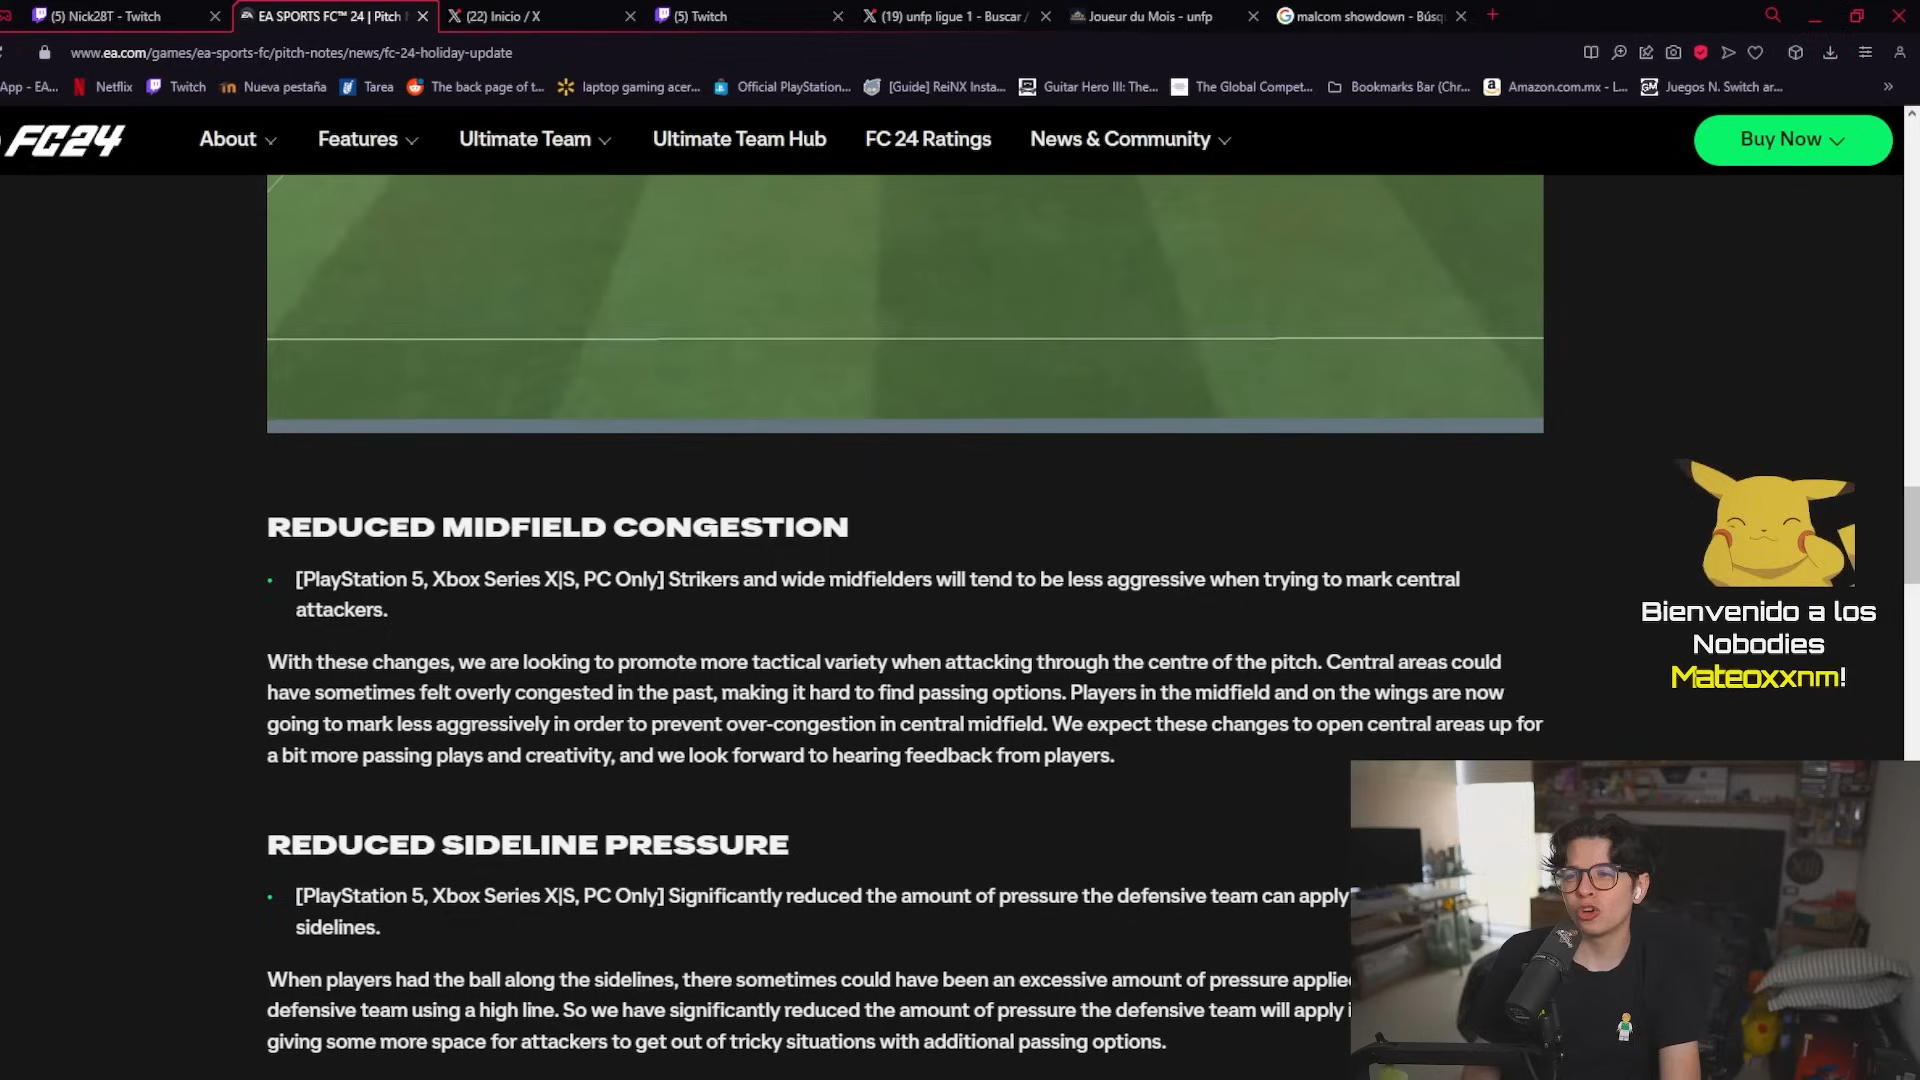 (5) Nick28T - Twitch
EA SPORTS FC™ 24 | Pitch
(22) Inicio / X
(5) Twitch
(19) unfp ligue 1 - Buscar /
Joueur du Mois - unfp
malcom showdown - Búsq
www.ea.com/games/ea-sports-fc/pitch-notes/news/fc-24-holiday-update
App - EA...
Netflix
Twitch
Nueva pestaña
Tarea
The back page of t...
laptop gaming acer...
Official PlayStation...
[Guide] ReiNX Insta...
Guitar Hero III: The...
The Global Compet...
Bookmarks Bar (Chr...
Amazon.com.mx - L...
Juegos N. Switch ar...
FC24
About
Features
Ultimate Team
Ultimate Team Hub
FC 24 Ratings
News & Community
Buy Now
REDUCED MIDFIELD CONGESTION
[PlayStation 5, Xbox Series X|S, PC Only] Strikers and wide midfielders will tend to be less aggressive when trying to mark central
attackers.
With these changes, we are looking to promote more tactical variety when attacking through the centre of the pitch. Central areas could
have sometimes felt overly congested in the past, making it hard to find passing options. Players in the midfield and on the wings are now
going to mark less aggressively in order to prevent over-congestion in central midfield. We expect these changes to open central areas up for
a bit more passing plays and creativity, and we look forward to hearing feedback from players.
REDUCED SIDELINE PRESSURE
[PlayStation 5, Xbox Series X|S, PC Only] Significantly reduced the amount of pressure the defensive team can apply
sidelines.
When players had the ball along the sidelines, there sometimes could have been an excessive amount of pressure applied
defensive team using a high line. So we have significantly reduced the amount of pressure the defensive team will apply
giving some more space for attackers to get out of tricky situations with additional passing options.
Bienvenido a los
Nobodies
Mateoxxnm!